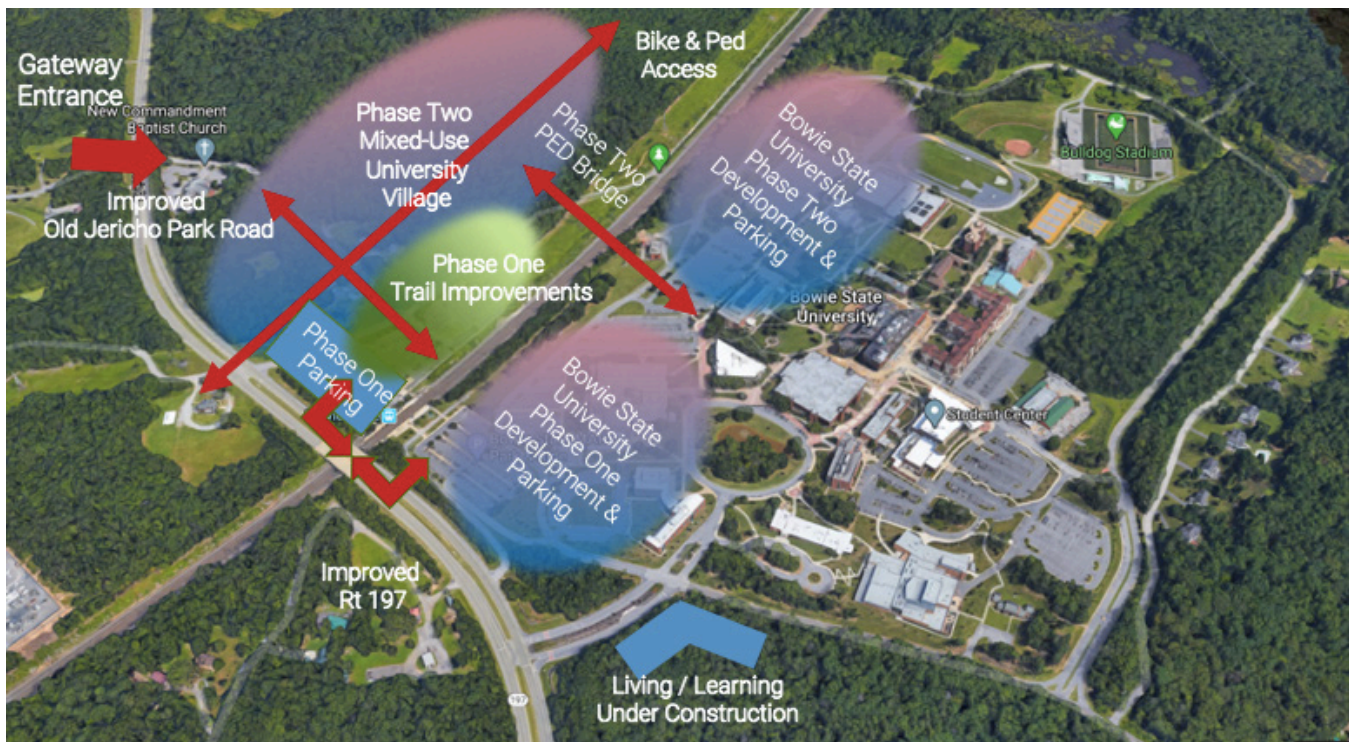 Gateway
Entrance
New Commandment
Baptist Church
Improved
Old Jericho Park Road
Phase Two
Mixed-Use
University
Village
Bike & Ped
Access
Phase Two
PED Bridge
Phase One
Trail Improvements
Phase One
Parking
Bowie State
University
Phase Two
Development &
Parking
Bulldog Stadium
Bowie State
University
Student Center
Bowie State
University
Phase One
Development &
Parking
Improved
Rt 197
197
Living / Learning
Under Construction